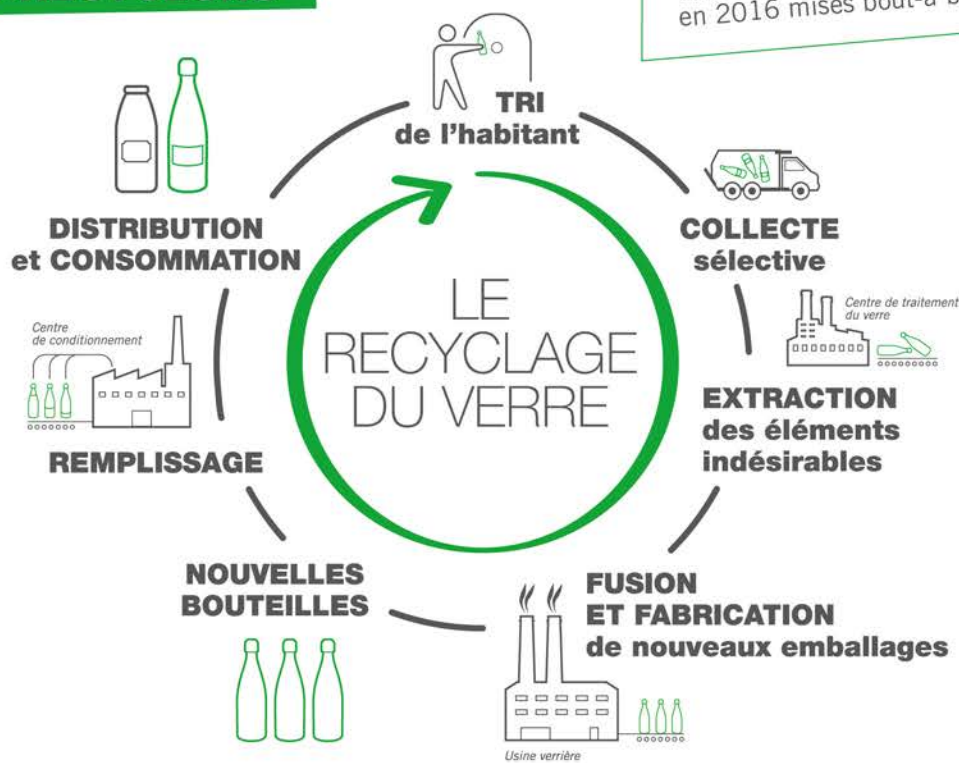 en 2016 mises bout-à b
TRI
de l'habitant
COLLECTE
sélective
Centre de traitement
du verre
EXTRACTION
des éléments
indésirables
FUSION
ET FABRICATION
de nouveaux emballages
Usine verrière
NOUVELLES
BOUTEILLES
REMPLISSAGE
Centre
de conditionnement
DISTRIBUTION
et CONSOMMATION
LE
RECYCLAGE
DU VERRE